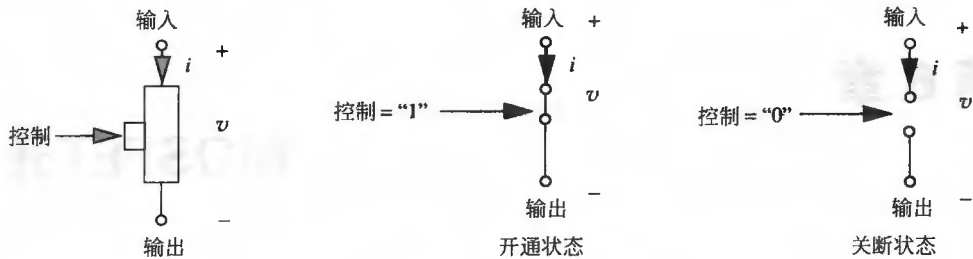 输入
+
i
控制
v
−
输出
输入
+
i
控制 = “1”
v
−
输出
开通状态
输入
+
i
控制 = “0”
v
−
输出
关断状态